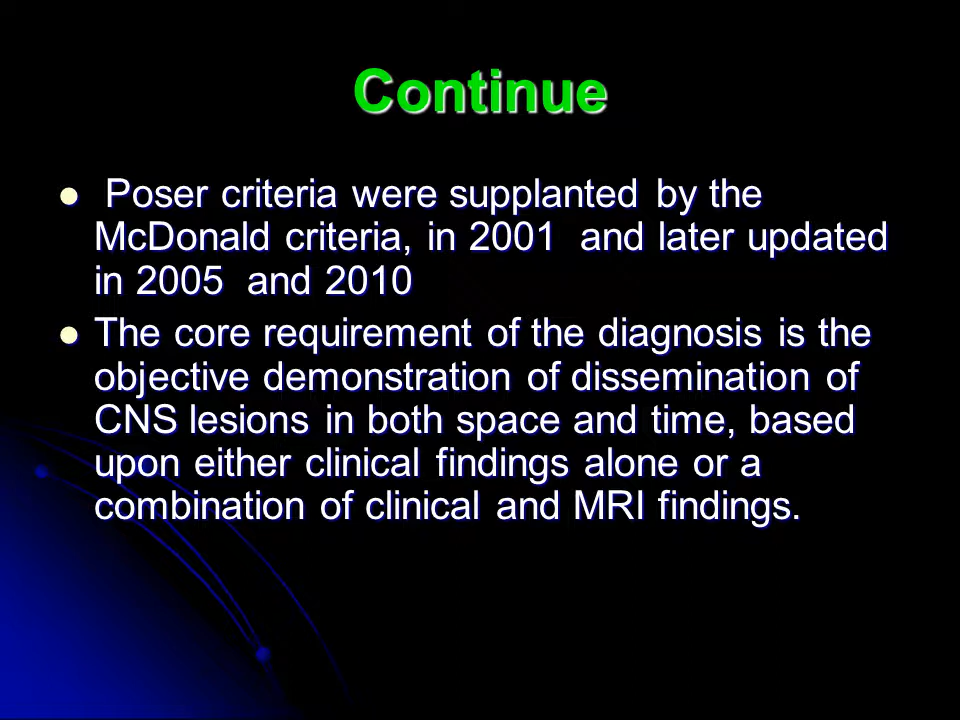 Continue
Poser criteria were supplanted by the
McDonald criteria, in 2001 and later updated
in 2005 and 2010
The core requirement of the diagnosis is the
objective demonstration of dissemination of
CNS lesions in both space and time, based
upon either clinical findings alone or a
combination of clinical and MRI findings.